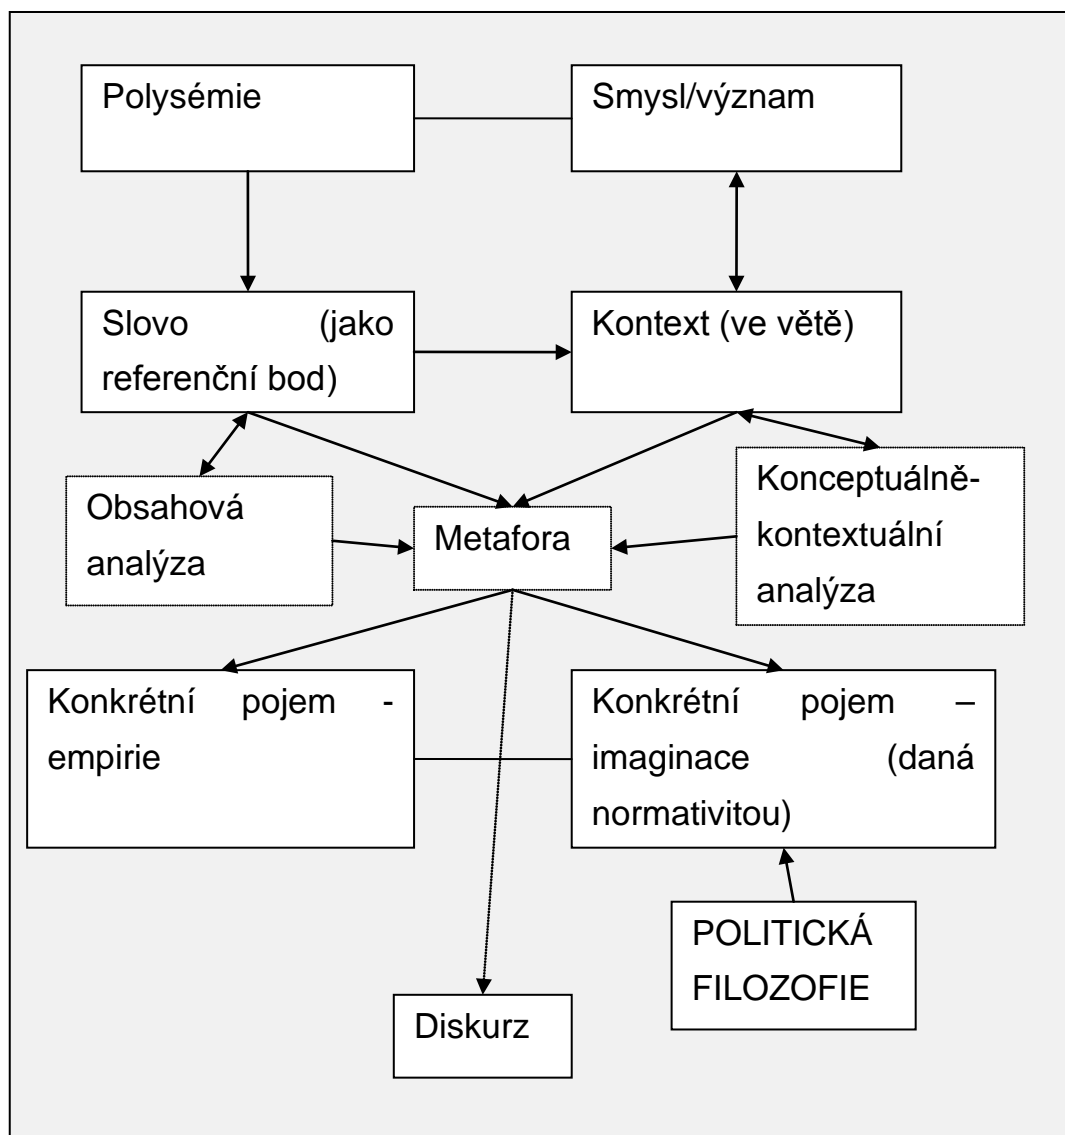 Polysémie
Smysl/význam
Slovo (jako
referenční bod)
Kontext (ve větě)
Obsahová
analýza
Metafora
Konceptuálně-
kontextuální
analýza
Konkrétní pojem -
empirie
Konkrétní pojem –
imaginace (daná
normativitou)
POLITICKÁ
FILOZOFIE
Diskurz